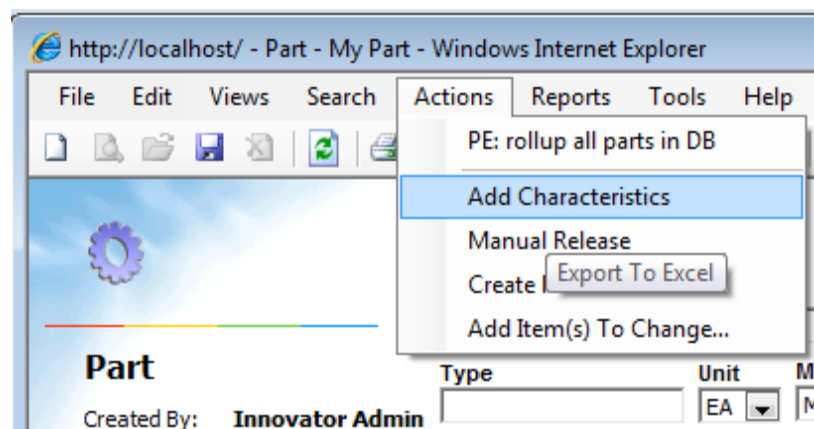 http://localhost/ - Part - My Part - Windows Internet Explorer
File Edit Views Search Actions Reports Tools Help
PE: rollup all parts in DB
Add Characteristics
Manual Release
Create
Export To Excel
Add Item(s) To Change...
Part
Type Unit
EA
Created By: Innovator Admin